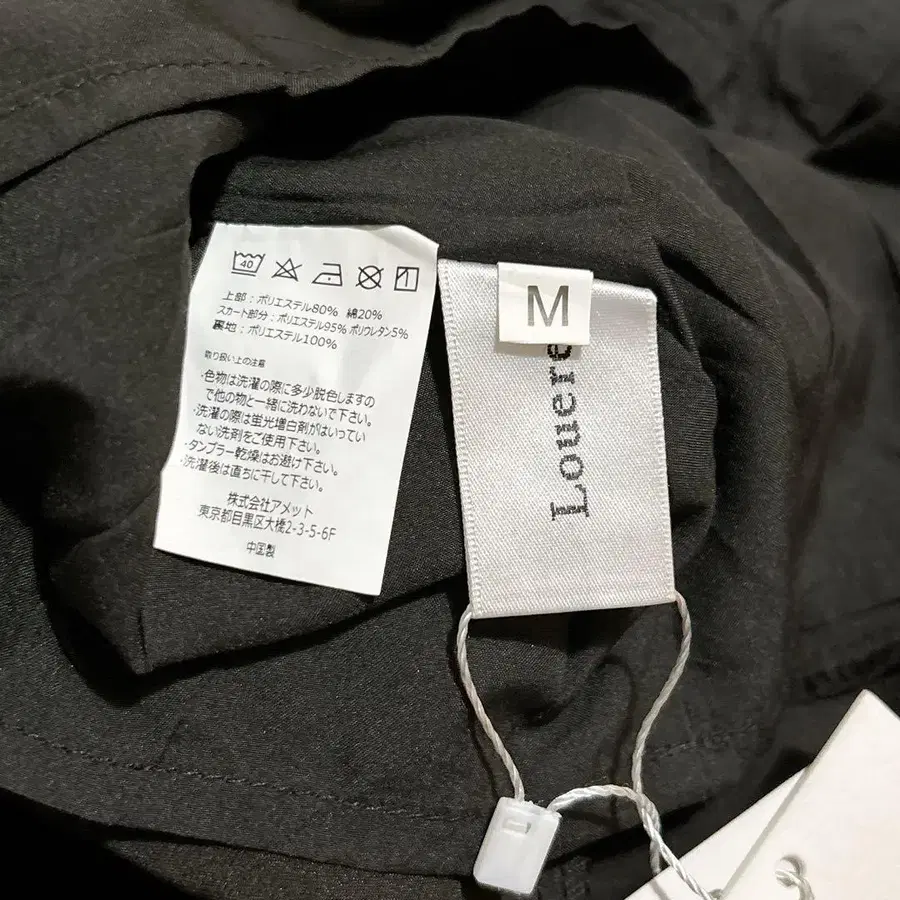 40
上部：ポリエステル80% 綿20%
スカート部分：ポリエステル95% ポリウレタン5%
裏地：ポリエステル100%
取り扱い上の注意
・色物は洗濯の際に多少脱色しますの
で他の物と一緒に洗わないで下さい。
・洗濯の際は蛍光増白剤がはいってい
ない洗剤をご使用下さい。
・タンブラー乾燥はお避け下さい。
・洗濯後は直ちに干して下さい。
株式会社アメット
東京都目黒区大橋2-3-5-6F
中国製
M
Louere